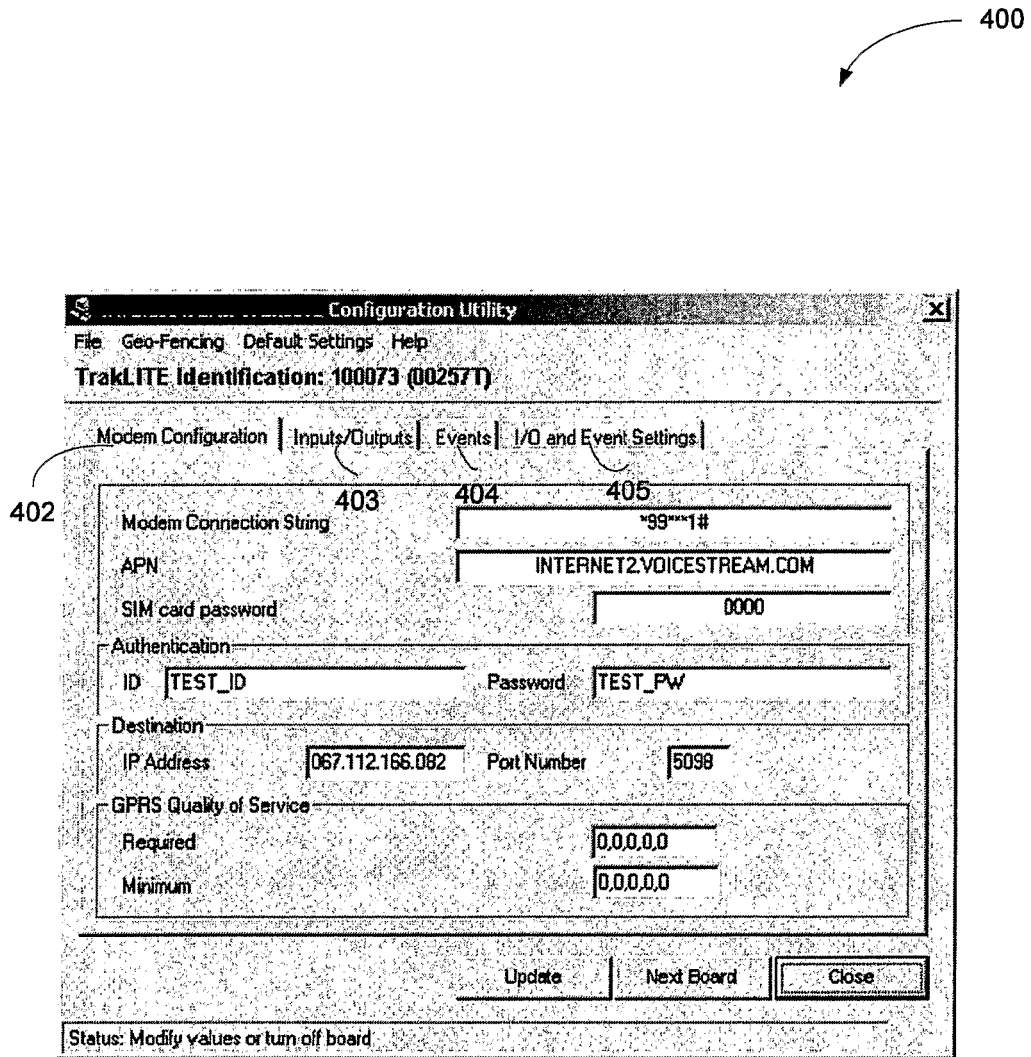 400
Configuration Utility
File Geo-Fencing Default Settings Help
TrakLITE Identification: 100073 (00257T)
Modem Configuration Inputs/Outputs Events I/O and Event Settings
402 403 404 405
Modem Connection String *99***1#
APN INTERNET2.VOICESTREAM.COM
SIM card password 0000
Authentication
ID TEST_ID Password TEST_PW
Destination
IP Address 067.112.166.082 Port Number 5098
GPRS Quality of Service
Required 0,0,0,0,0
Minimum 0,0,0,0,0
Update Next Board Close
Status: Modify values or turn off board